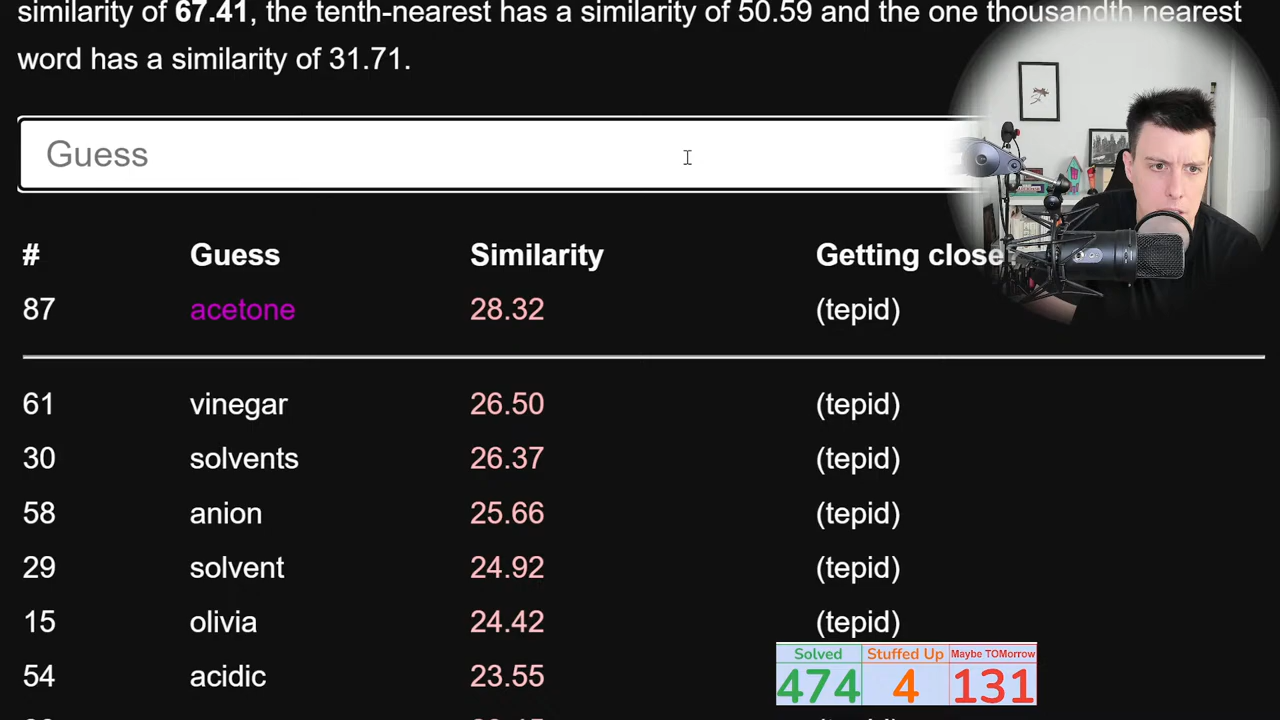 similarity of 67.41, the tenth-nearest has a similarity of 50.59 and the one thousandth nearest
word has a similarity of 31.71.
Guess
# Guess Similarity Getting close
87 acetone 28.32 (tepid)
61 vinegar 26.50 (tepid)
30 solvents 26.37 (tepid)
58 anion 25.66 (tepid)
29 solvent 24.92 (tepid)
15 olivia 24.42 (tepid)
54 acidic 23.55
Solved Stuffed Up Maybe TOMorrow
474 4 131